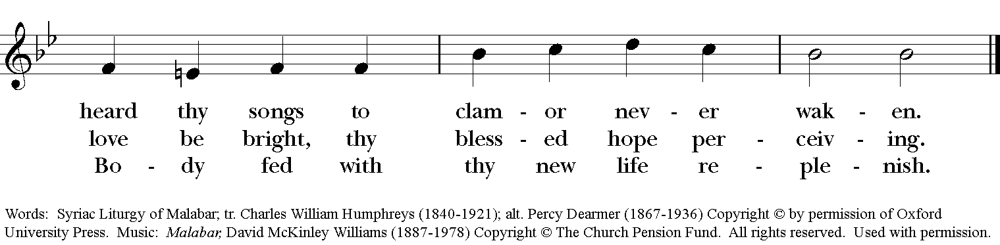 heard thy songs to clam - or nev - er wak - en.
love be bright, thy bless - ed hope per - ceiv - ing.
Bo - dy fed with thy new life re - ple - nish.
Words: Syriac Liturgy of Malabar; tr. Charles William Humphreys (1840-1921); alt. Percy Dearmer (1867-1936) Copyright © by permission of Oxford
University Press. Music: Malabar, David McKinley Williams (1887-1978) Copyright © The Church Pension Fund. All rights reserved. Used with permission.